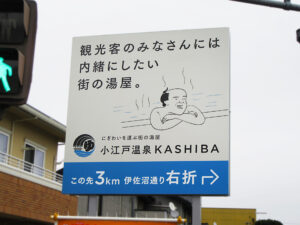 観光客のみなさんには
内緒にしたい
街の湯屋。
ゆ
にぎわいを運ぶ街の湯屋
小江戸温泉 KASHIBA
この先3km 伊佐沼通り 右折